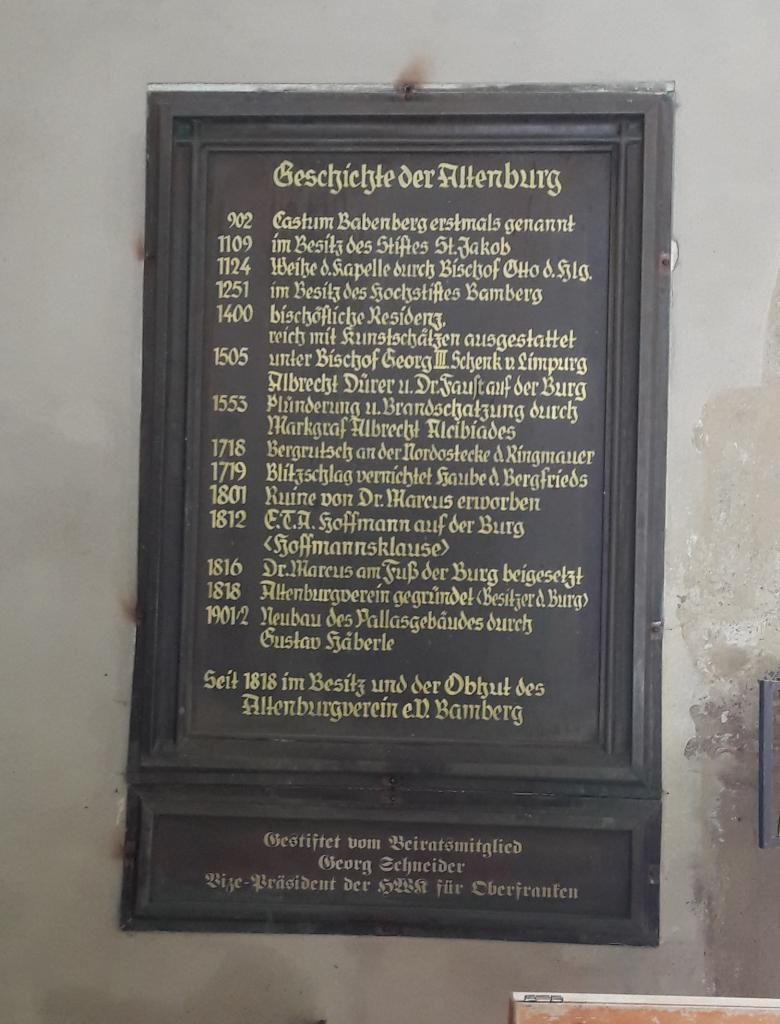 Geschichte der Altenburg
902 Castum Babenberg erstmals genannt
1109 im Besitz des Stiftes St. Jakob
1124 Weihe d. Kapelle durch Bischof Otto d. Hlg.
1251 im Besitz des Hochstiftes Bamberg
1400 bischöfliche Residenz,
reich mit Kunstschätzen ausgestattet
1505 unter Bischof Georg III. Schenk v. Limpurg
Albrecht Dürer u. Dr. Faust auf der Burg
1553 Plünderung u. Brandschatzung durch
Markgraf Albrecht Alcibiades
1718 Bergrutsch an der Nordostecke d. Ringmauer
1719 Blitzschlag vernichtet Haube d. Bergfrieds
1801 Ruine von Dr. Marcus erworben
1812 E.T.A. Hoffmann auf der Burg
<Hoffmannsklause>
1816 Dr. Marcus am Fuß der Burg beigesetzt
1818 Altenburgverein gegründet <Besitzer d. Burg>
1901/2 Neubau des Pallasgebäudes durch
Gustav Häberle
Seit 1818 im Besitz und der Obhut des
Altenburgverein e.V. Bamberg
Gestiftet vom Beiratsmitglied
Georg Schneider
Vize-Präsident der HWK für Oberfranken